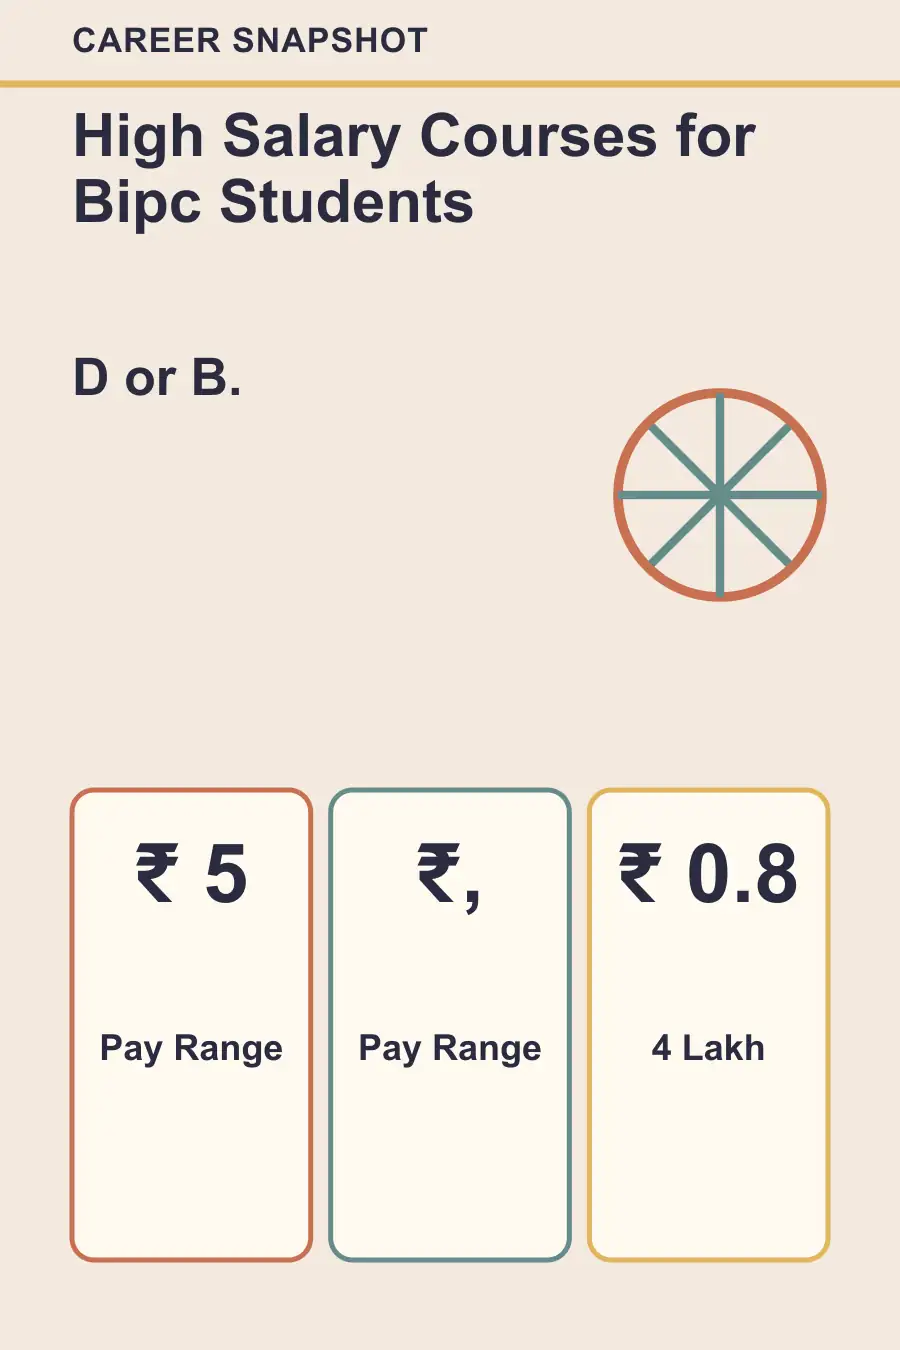 CAREER SNAPSHOT
High Salary Courses for
Bipc Students
D or B.
₹ 5
Pay Range
₹,
Pay Range
₹ 0.8
4 Lakh